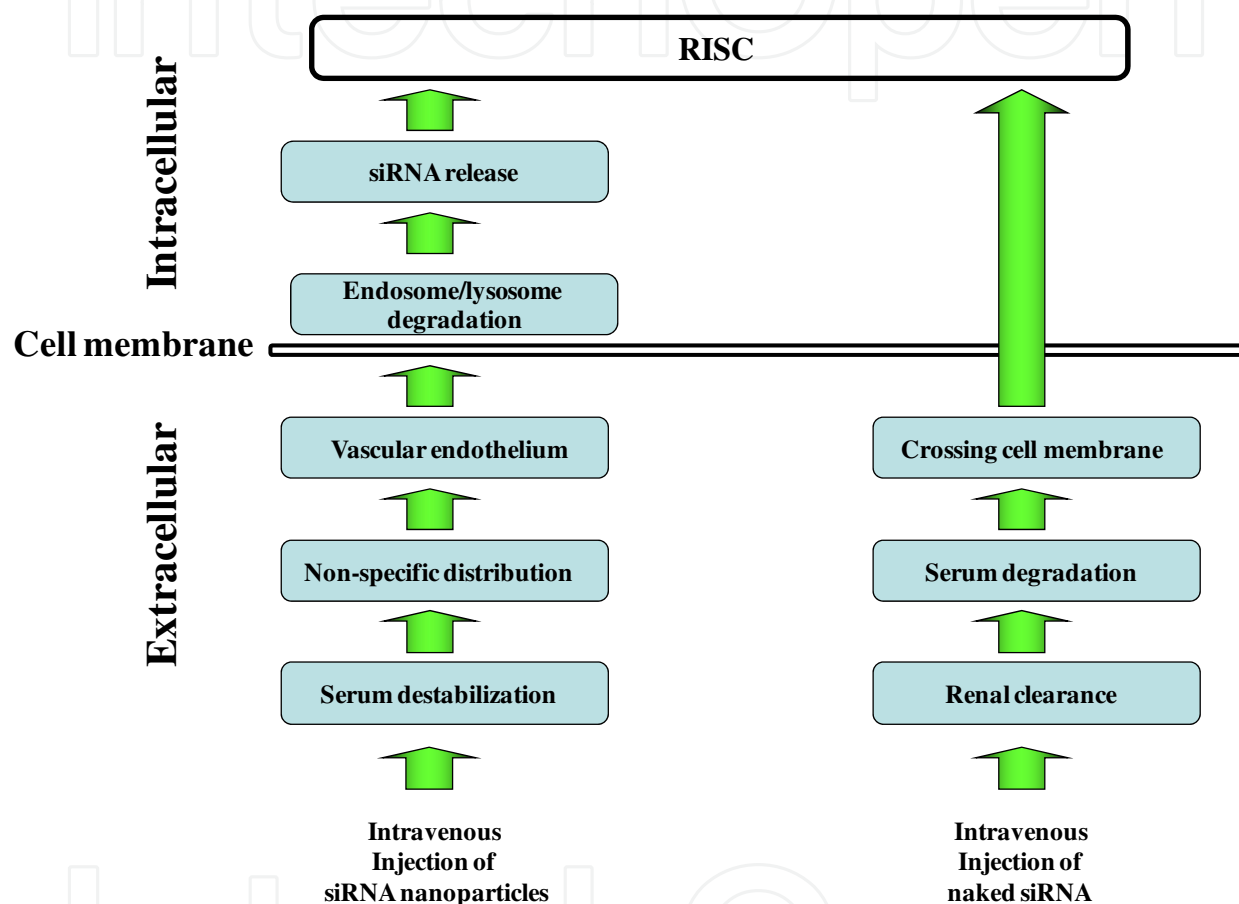 IntechOpen
RISC
Intracellular
siRNA release
Endosome/lysosome
degradation
Cell membrane
Extracellular
Vascular endothelium
Crossing cell membrane
Non-specific distribution
Serum degradation
Serum destabilization
Renal clearance
Intravenous
Injection of
siRNA nanoparticles
Intravenous
Injection of
naked siRNA